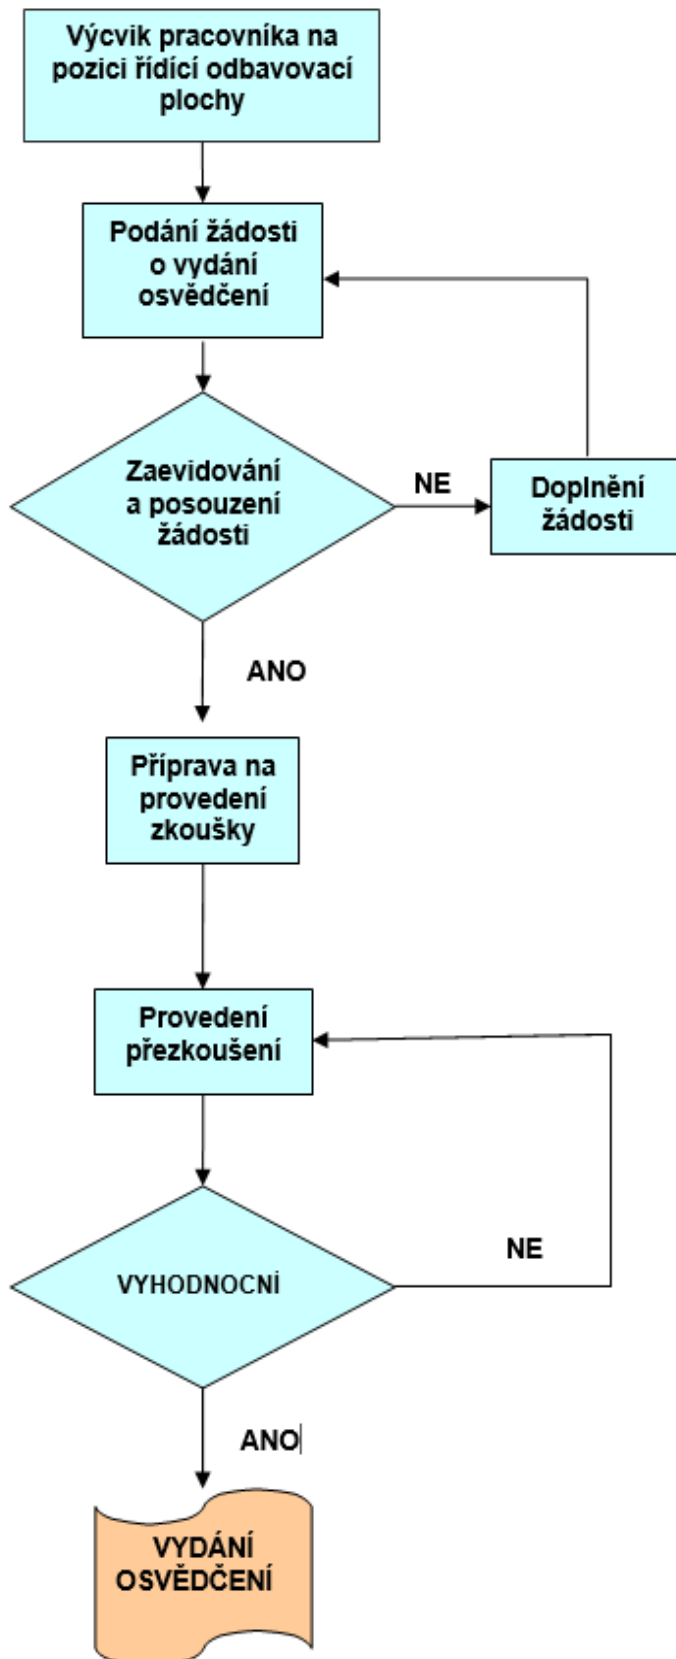 Výcvik pracovníka na
pozici řídící odbavovací
plochy
Podání žádosti
o vydání
osvědčení
Zaevidování
a posouzení
žádosti
NE
Doplnění
žádosti
ANO
Příprava na
provedení
zkoušky
Provedení
přezkoušení
VYHODNOCNÍ
NE
ANO
VYDÁNÍ
OSVĚDČENÍ